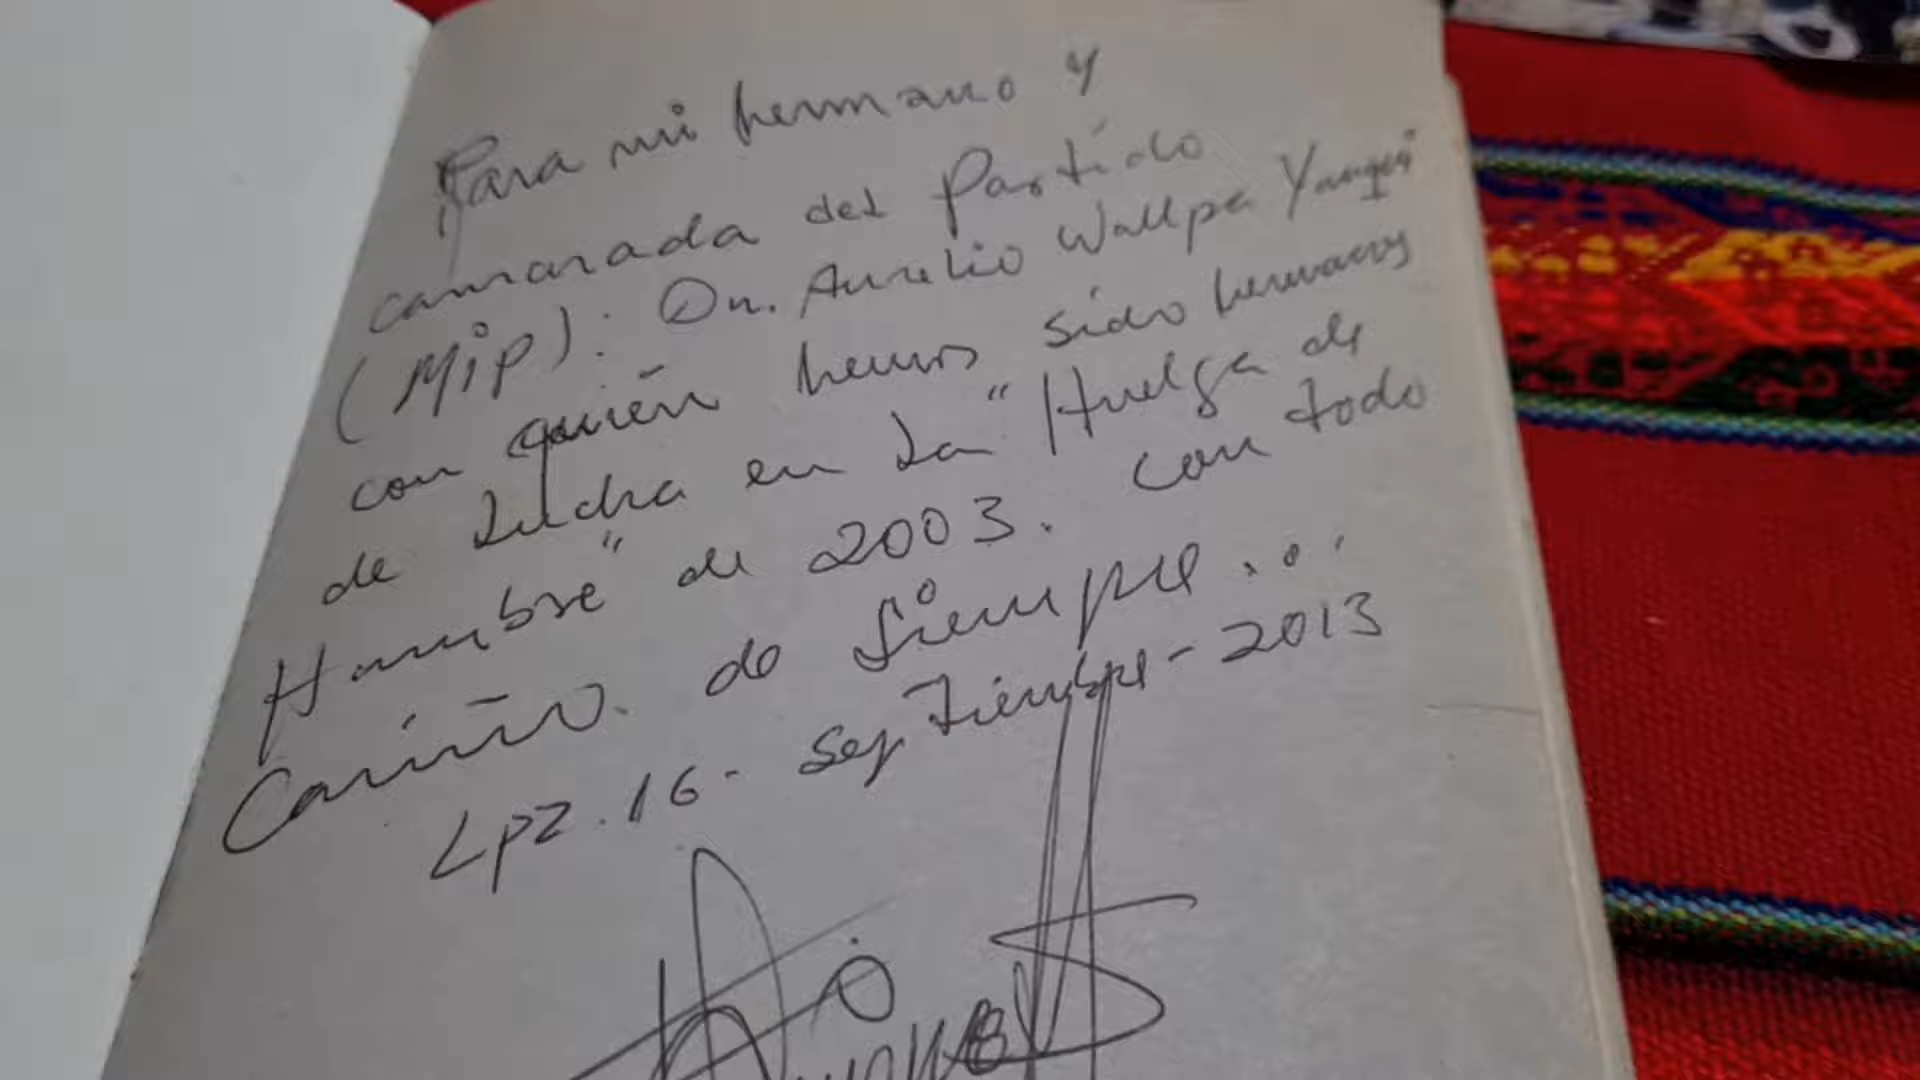 Para mi hermano y
camarada del Partido
(MiP): Dn. Aurelio Wallpa Yanqui
con quién hemos sido hermanos
de Lucha en La "Huelga de
Hambre" de 2003. con todo
Cariño. de Siempre...
Lpz. 16- septiembre- 2013